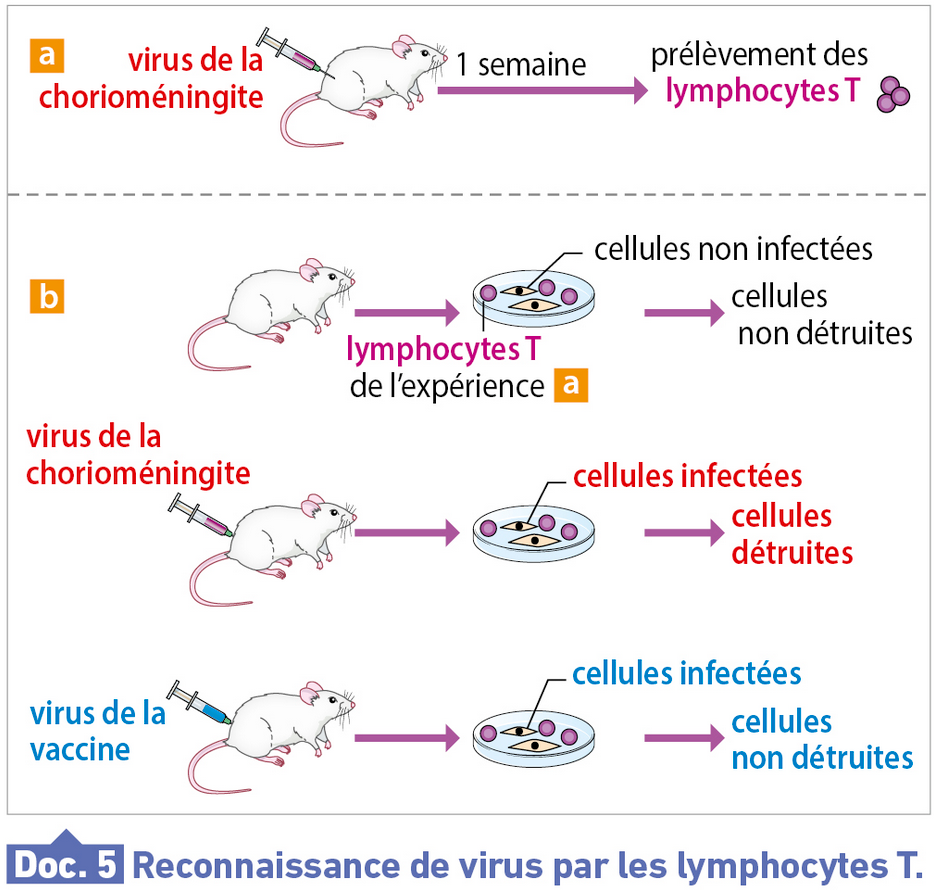 a
virus de la
chorioméningite
1 semaine
prélèvement des
lymphocytes T
b
cellules non infectées
cellules
non détruites
lymphocytes T
de l'expérience a
virus de la
chorioméningite
cellules infectées
cellules
détruites
virus de la
vaccine
cellules infectées
cellules
non détruites
Doc. 5 Reconnaissance de virus par les lymphocytes T.